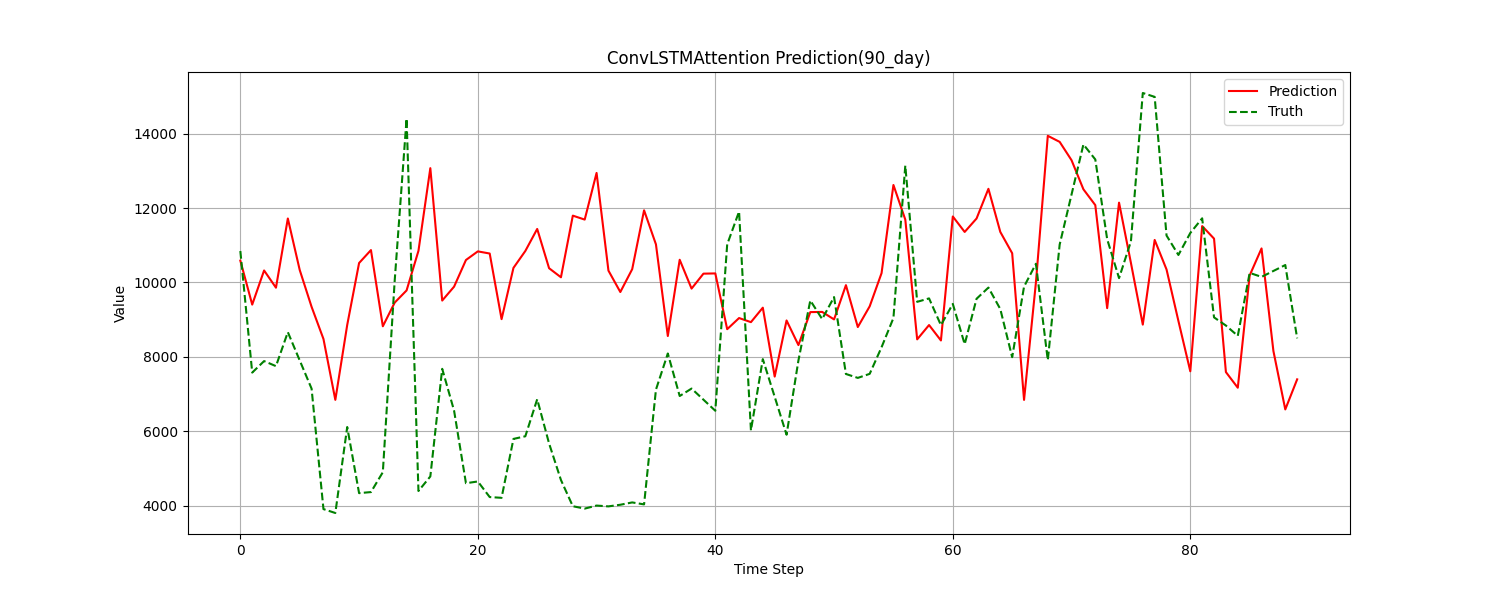 ConvLSTMAttention Prediction(90_day)
Prediction
Truth
Value
14000
12000
10000
8000
6000
4000
0 20 40 60 80
Time Step